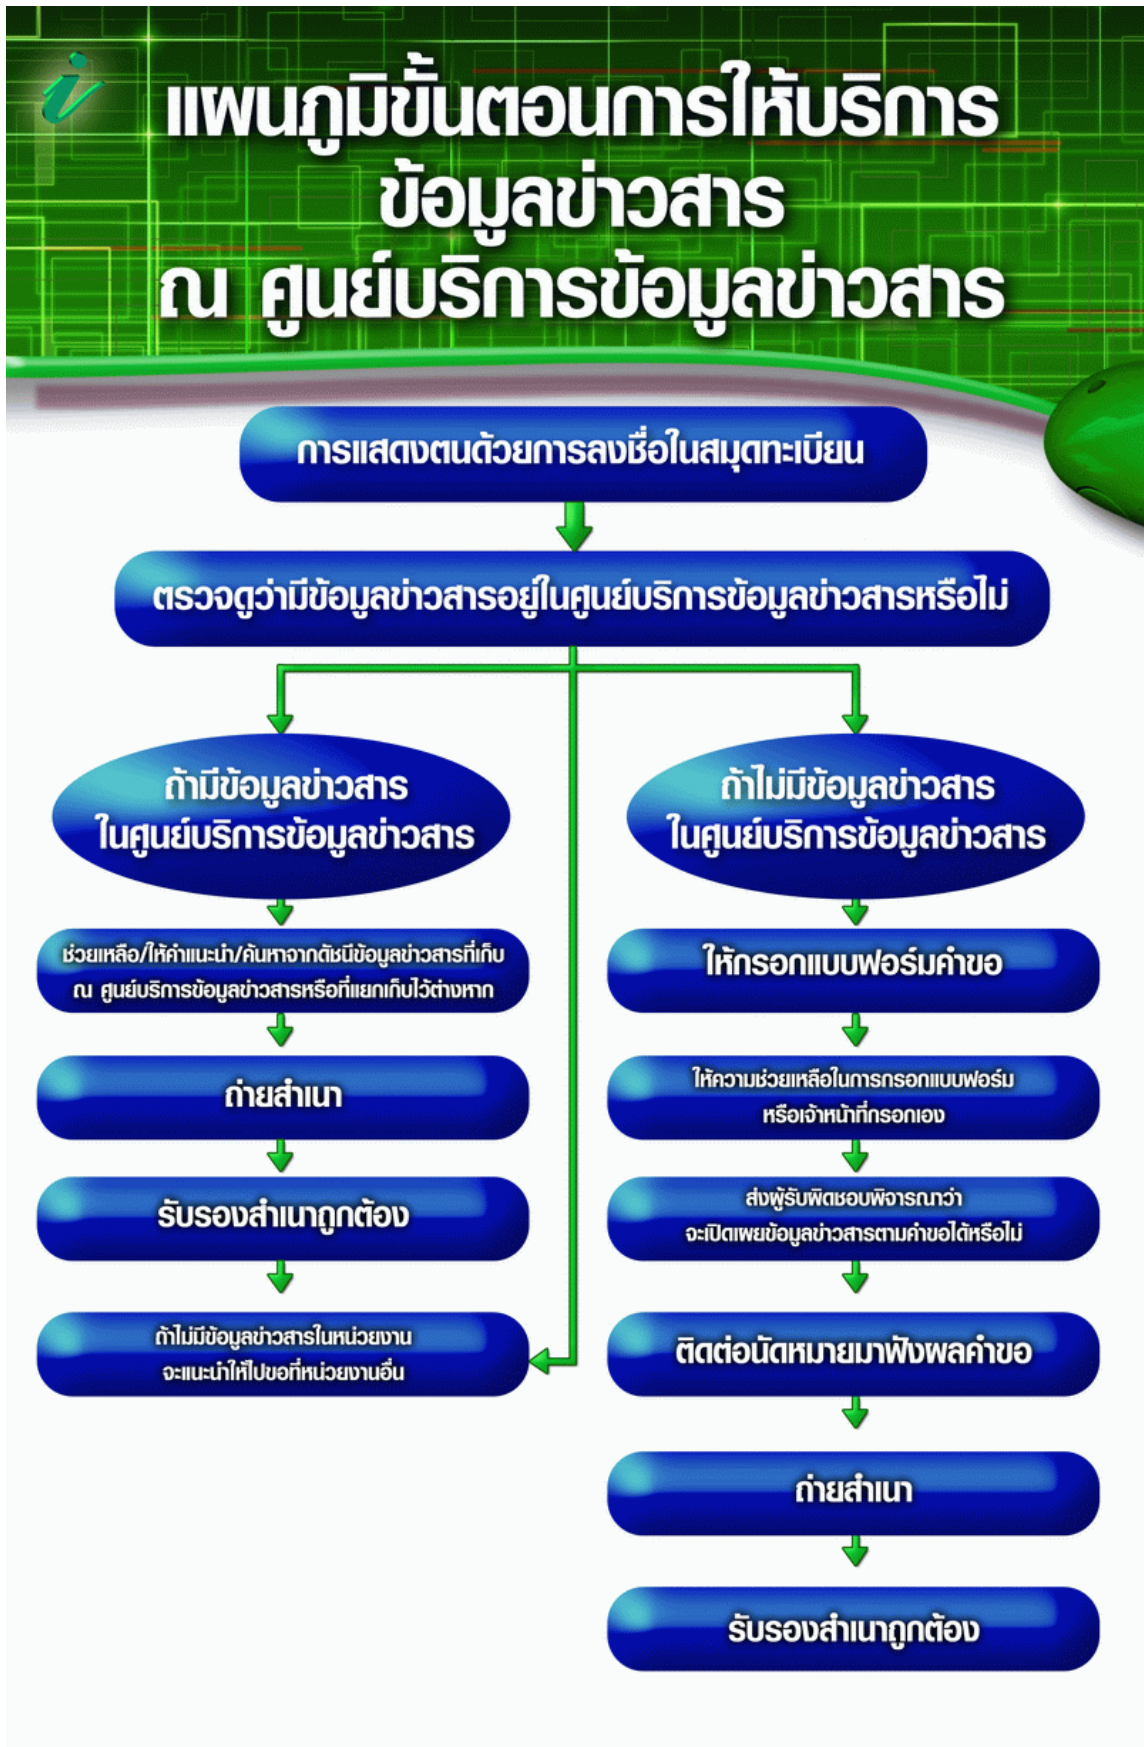 แผนภูมิขั้นตอนการให้บริการ
ข้อมูลข่าวสาร
ณ ศูนย์บริการข้อมูลข่าวสาร
การแสดงตนด้วยการลงชื่อในสมุดทะเบียน
ตรวจดูว่ามีข้อมูลข่าวสารอยู่ในศูนย์บริการข้อมูลข่าวสารหรือไม่
ถ้ามีข้อมูลข่าวสาร
ในศูนย์บริการข้อมูลข่าวสาร
ช่วยเหลือ/ให้คำแนะนำ/ค้นหาจากดัชนีข้อมูลข่าวสารที่เก็บ
ณ ศูนย์บริการข้อมูลข่าวสารหรือที่แยกเก็บไว้ต่างหาก
ถ่ายสำเนา
รับรองสำเนาถูกต้อง
ถ้าไม่มีข้อมูลข่าวสารในหน่วยงาน
จะแนะนำให้ไปขอที่หน่วยงานอื่น
ถ้าไม่มีข้อมูลข่าวสาร
ในศูนย์บริการข้อมูลข่าวสาร
ให้กรอกแบบฟอร์มคำขอ
ให้ความช่วยเหลือในการกรอกแบบฟอร์ม
หรือเจ้าหน้าที่กรอกเอง
ส่งผู้รับผิดชอบพิจารณาว่า
จะเปิดเผยข้อมูลข่าวสารตามคำขอได้หรือไม่
ติดต่อนัดหมายมาฟังผลคำขอ
ถ่ายสำเนา
รับรองสำเนาถูกต้อง